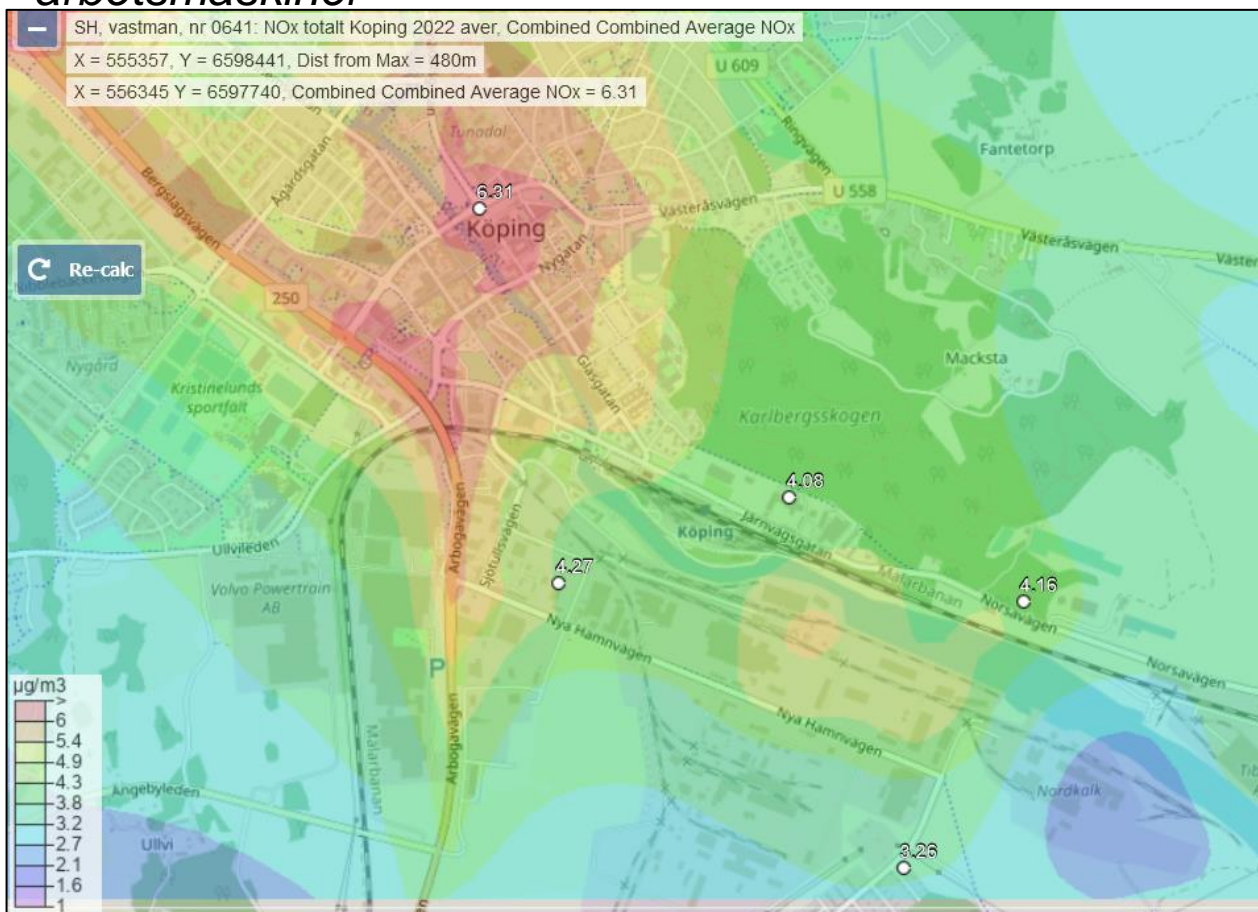 arbetsmaskiner
SH, vastman, nr 0641: NOx totalt Koping 2022 aver, Combined Combined Average NOx
X = 555357, Y = 6598441, Dist from Max = 480m
X = 556345 Y = 6597740, Combined Combined Average NOx = 6.31
U 609
Tunadal
Ringvägen
Fantetorp
Ågårdsgatan
Bergslagsvägen
6.31
Köping
U 558
Västeråsvägen
Västeråsvägen
Väster
Nygatan
Re-calc
250
Glasgatan
Macksta
Nygård
Kristinelunds
sportfält
Karlbergsskogen
4.08
Köping
Järnvägsgatan
Sjötullsvägen
Arbogavägen
Ullvileden
4.27
Mälarbanan
4.16
Norsavägen
Volvo Powertrain
AB
Nya Hamnvägen
P
Norsavägen
µg/m3
>
6
5.4
4.9
4.3
3.8
3.2
2.7
2.1
1.6
1
Arbogavägen
Mälarbanan
Nya Hamnvägen
Ängebyleden
Nordkalk
Ullvi
3.26